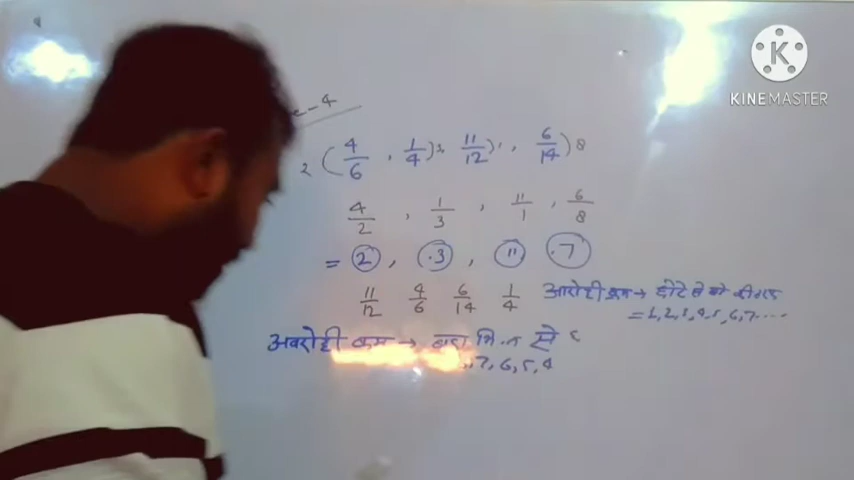 KINEMASTER
e-4
2 ( 4/6 , 1/4 ) 3, 11/12 ) 1 , 6/14 ) 8
4/2 , 1/3 , 11/1 , 6/8
= 2 , .3 , 11 .7
11/12 4/6 6/14 1/4 आरोही क्रम → छोटे से
= 1, 2, 3, 4, 5, 6, 7....
अवरोही क्रम → से
, 7, 6, 5, 4